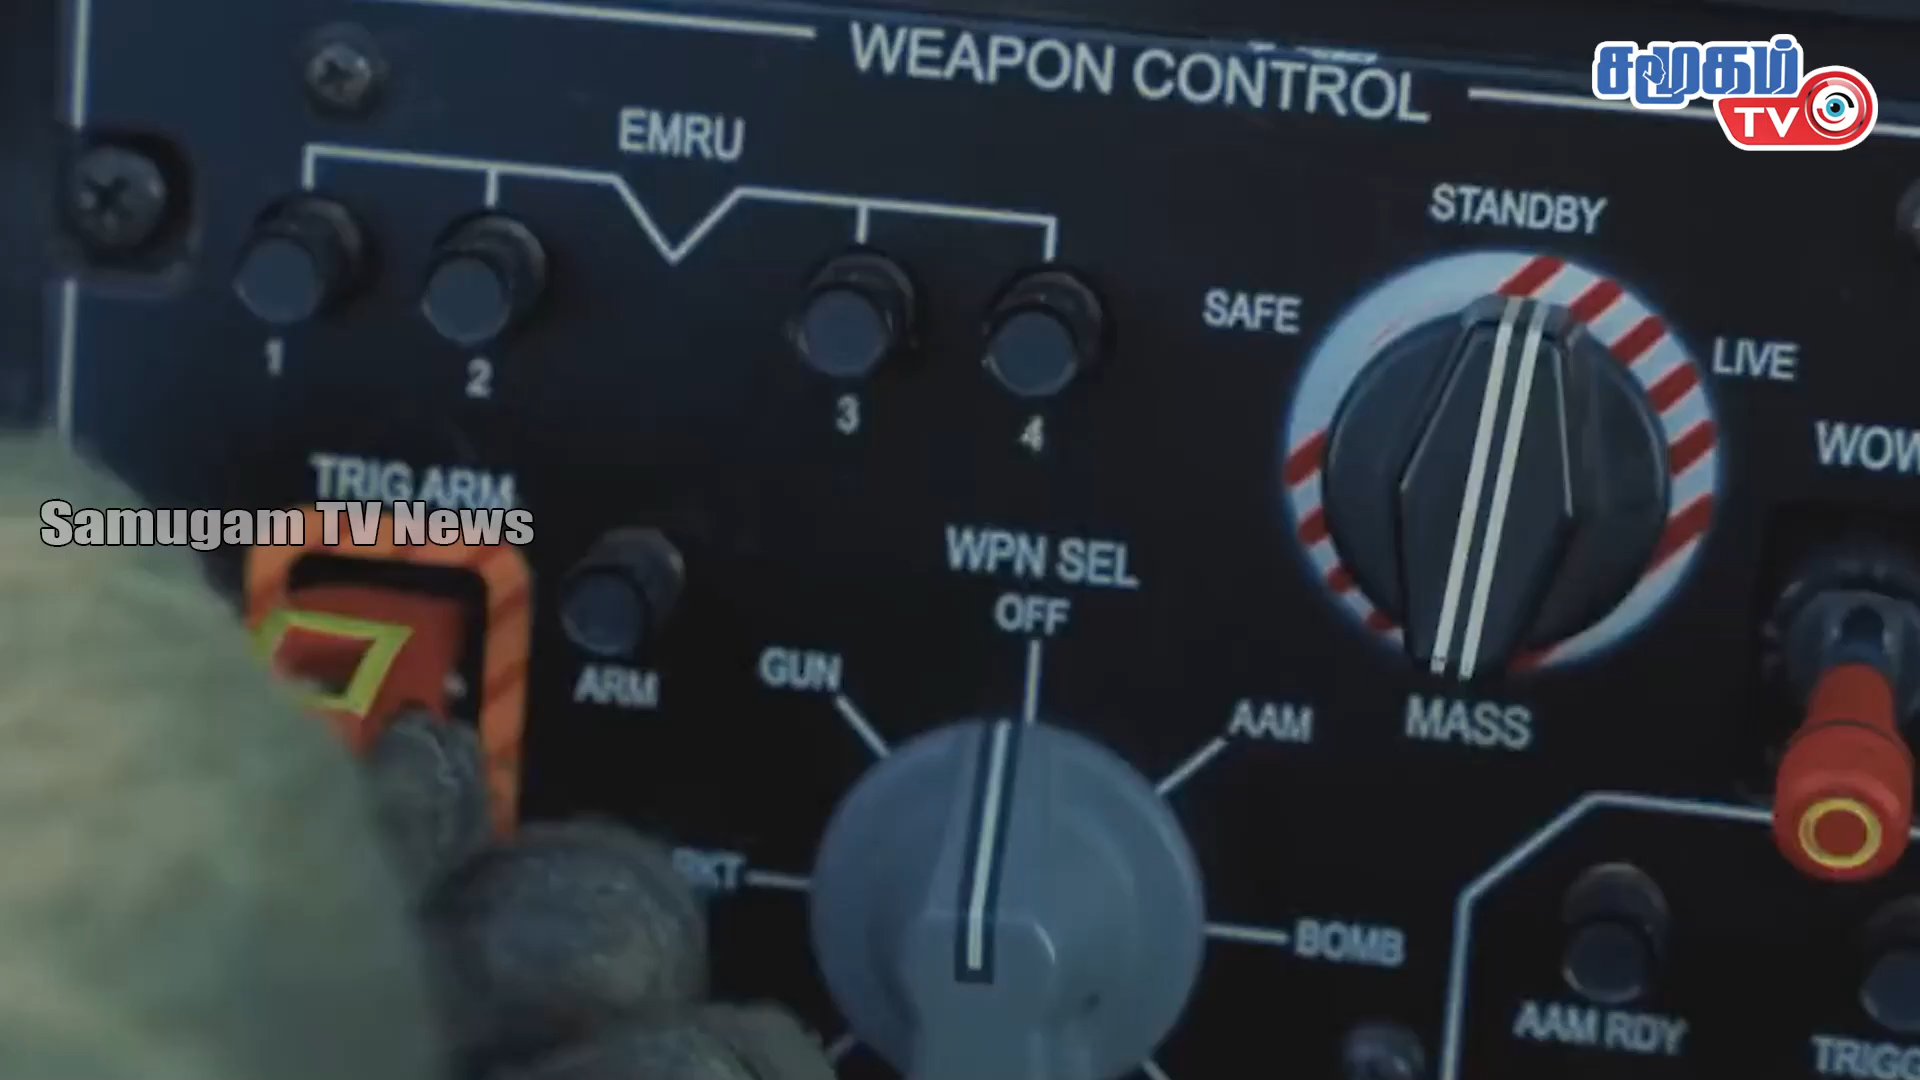 WEAPON CONTROL
சமூகம்
TV
EMRU
STANDBY
SAFE
LIVE
1
2
3
4
WOW
TRIG ARM
Samugam TV News
WPN SEL
OFF
ARM
GUN
AAM
MASS
BOMB
AAM RDY